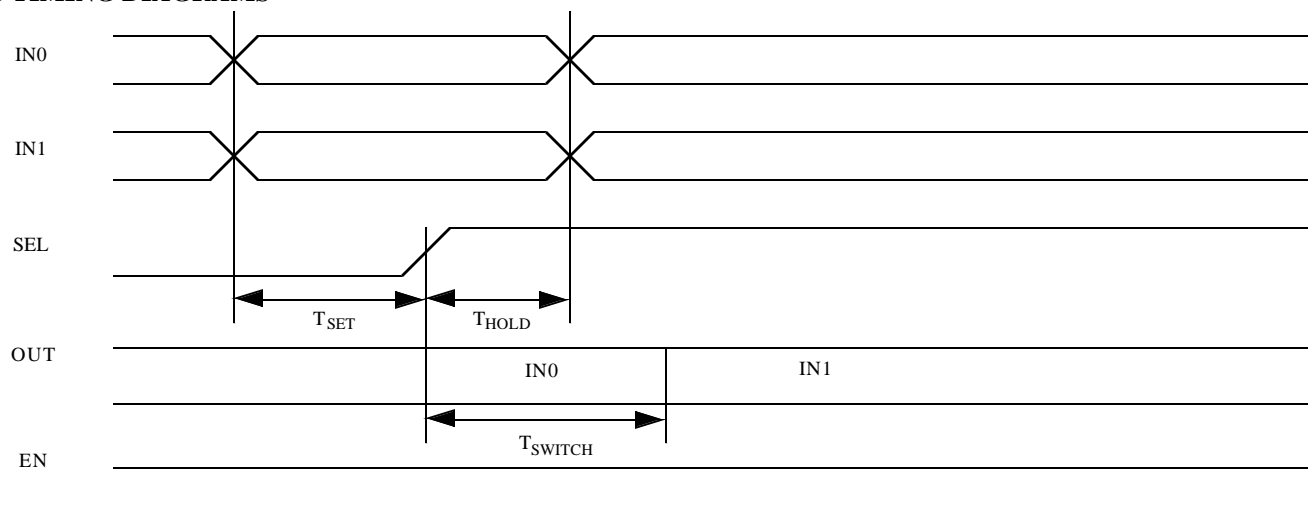 TIMING DIAGRAMS
IN0
IN1
SEL
TSET
THOLD
OUT
IN0
IN1
TSWITCH
EN